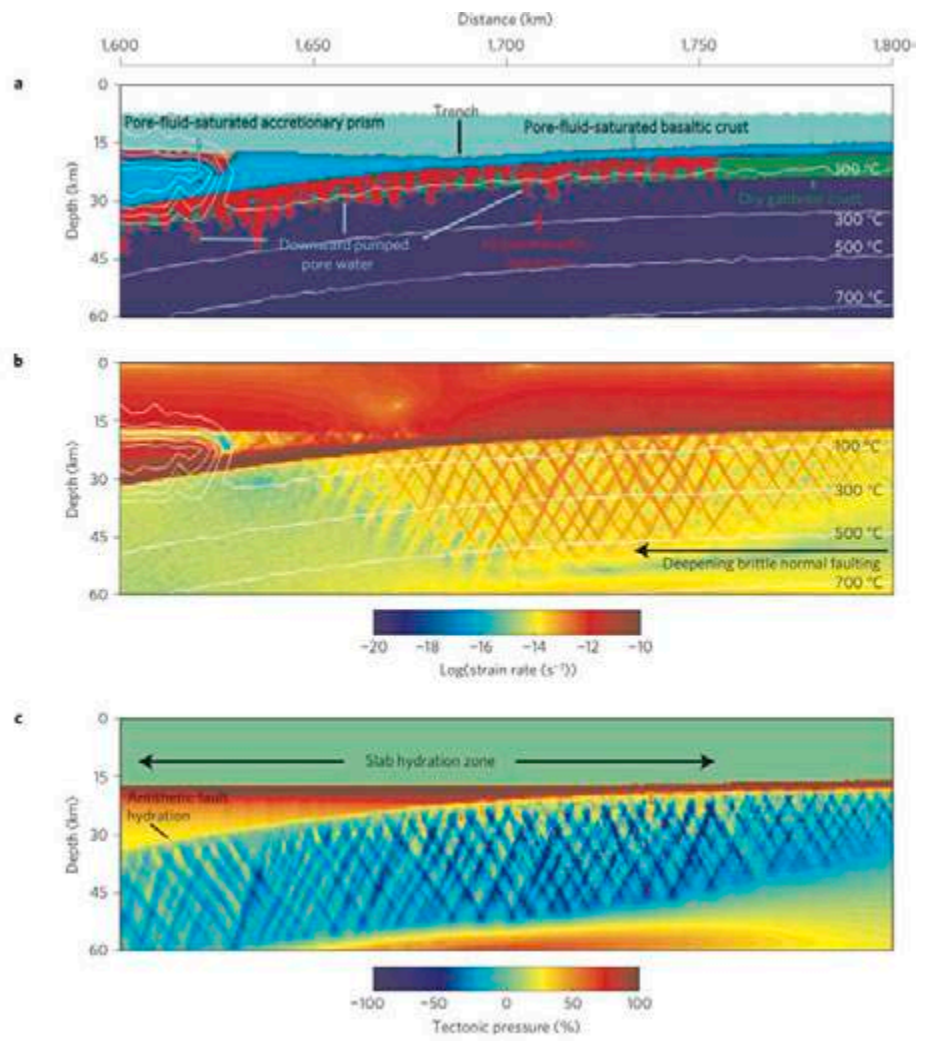 Distance (km)
1,600 1,650 1,700 1,750 1,800
a
0
Trench
Pore-fluid-saturated accretionary prism
Pore-fluid-saturated basaltic crust
15
100 °C
Depth (km)
30
Dry gabbroic crust
300 °C
Downward-pumped
pore water
45
500 °C
700 °C
60
b
0
15
100 °C
Depth (km)
30
300 °C
45
500 °C
Deepening brittle normal faulting
700 °C
60
−20 −18 −16 −14 −12 −10
Log(strain rate (s⁻¹))
c
0
Slab hydration zone
15
Antithetic fault
hydration
Depth (km)
30
45
60
−100 −50 0 50 100
Tectonic pressure (%)